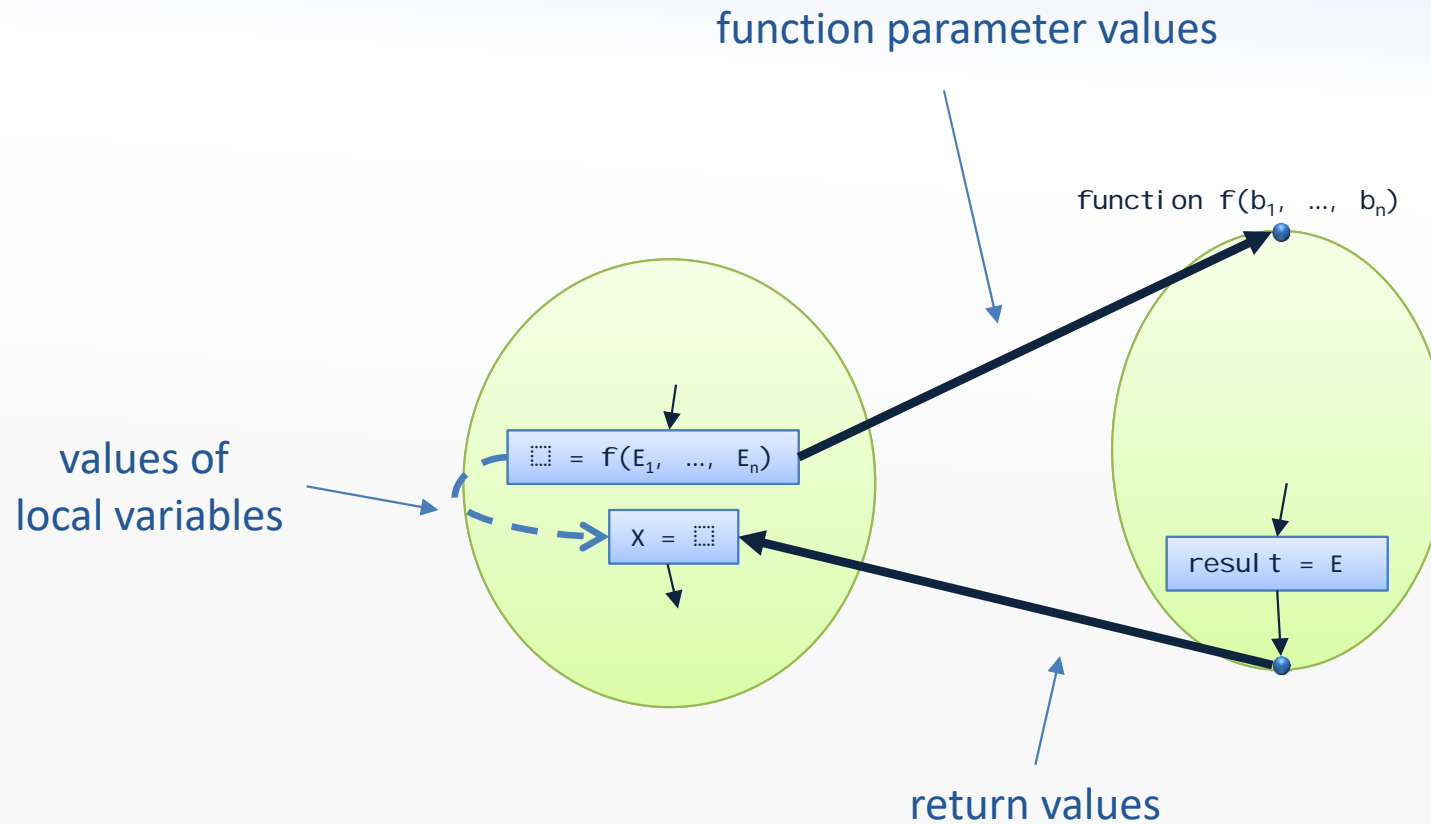 function parameter values
function f(b₁, ..., bₙ)
⬚ = f(E₁, ..., Eₙ)
values of
local variables
X = ⬚
result = E
return values